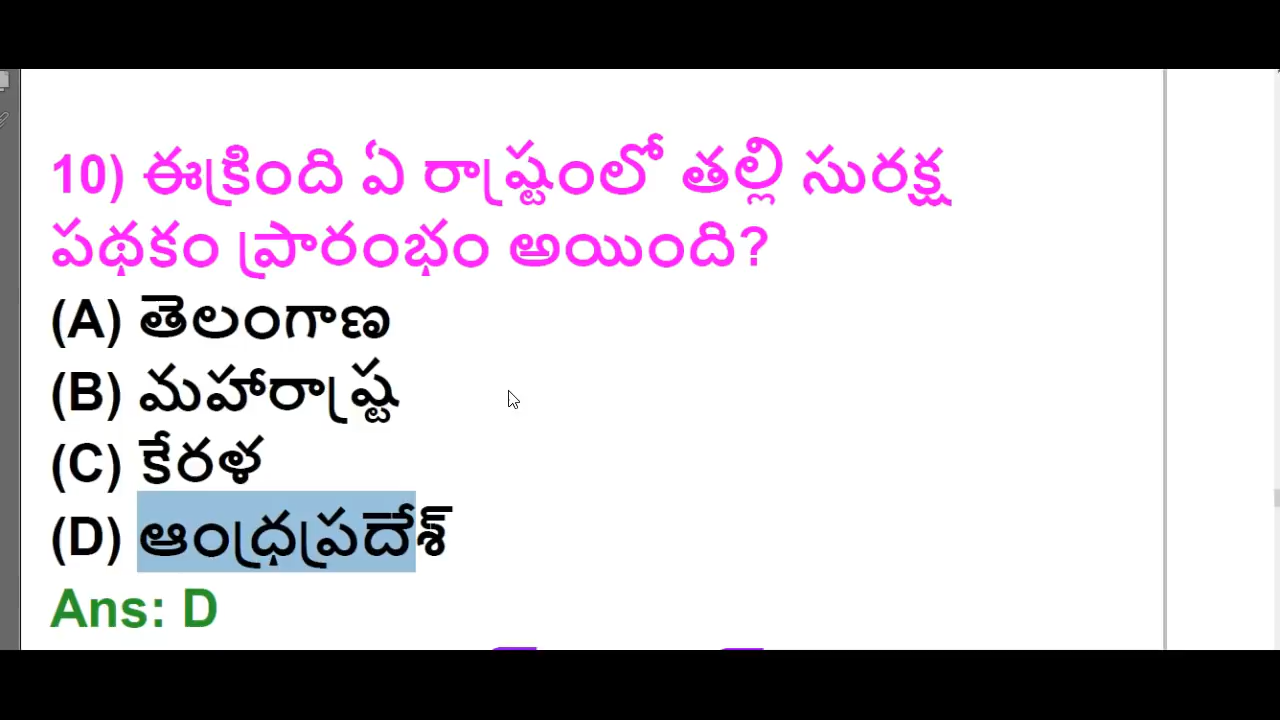 10) ఈక్రింది ఏ రాష్ట్రంలో తల్లి సురక్ష
పథకం ప్రారంభం అయింది?
(A) తెలంగాణ
(B) మహారాష్ట్ర
(C) కేరళ
(D) ఆంధ్రప్రదేశ్
Ans: D